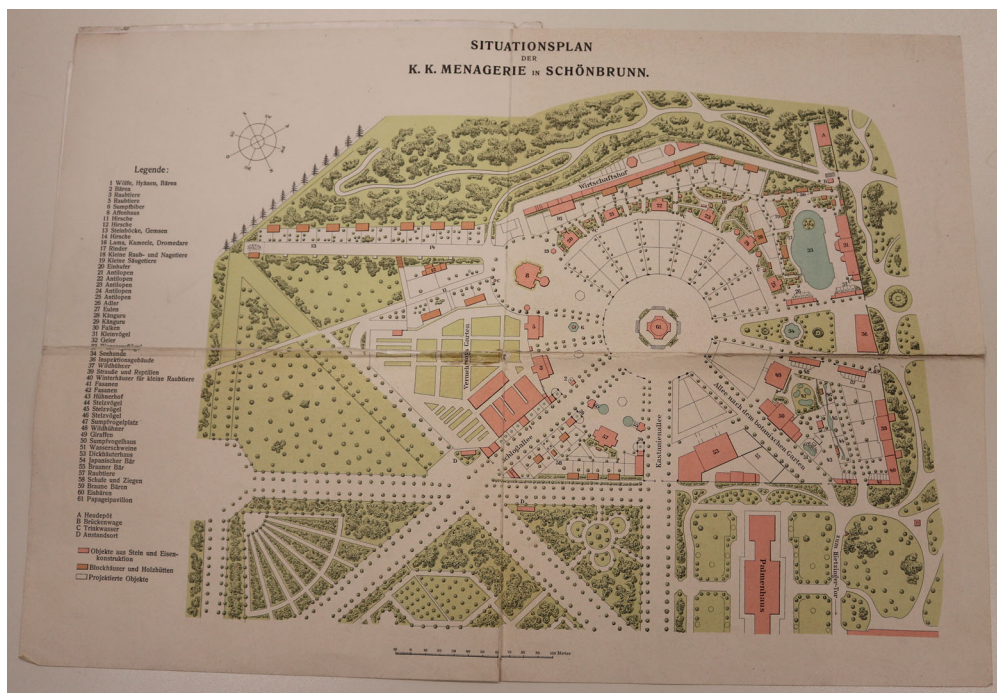 SITUATIONSPLAN
DER
K. K. MENAGERIE IN SCHÖNBRUNN.
Legende:
1 Wölfe, Hyänen, Bären
2 Bären
3 Raubtiere
5 Raubtiere
6 Sumpfbiber
8 Affenhaus
11 Hirsche
12 Hirsche
13 Steinböcke, Gemsen
14 Hirsche
16 Lama, Kameele, Dromedare
17 Rinder
18 Kleine Raub- und Nagetiere
19 Kleine Säugetiere
20 Einhufer
21 Antilopen
22 Antilopen
23 Antilopen
24 Antilopen
25 Antilopen
26 Adler
27 Eulen
28 Känguru
29 Känguru
30 Falken
31 Kleinvögel
32 Geier
34 Seehunde
36 Inspektionsgebäude
37 Wildhühner
39 Strauße und Reptilien
40 Winterhäuser für kleine Raubtiere
41 Fasanen
42 Fasanen
43 Hühnerhof
44 Stelzvögel
45 Stelzvögel
46 Stelzvögel
47 Sumpfvogelplatz
48 Wildhühner
49 Giraffen
50 Sumpfvogelhaus
51 Wasserschweine
53 Dickhäuterhaus
54 Japanischer Bär
55 Brauner Bär
57 Raubtiere
58 Schafe und Ziegen
59 Braune Bären
60 Eisbären
61 Papageipavillon
A Heudepôt
B Brückenwage
C Trinkwasser
D Anstandsort
Objekte aus Stein und Eisen-
konstruktion
Blockhäuser und Holzhütten
Projektierte Objekte
Wirtschaftshof
Vermehrungs Garten
Kastanienallee
Allee nach dem botanischen Garten
Palmenhaus
Meter